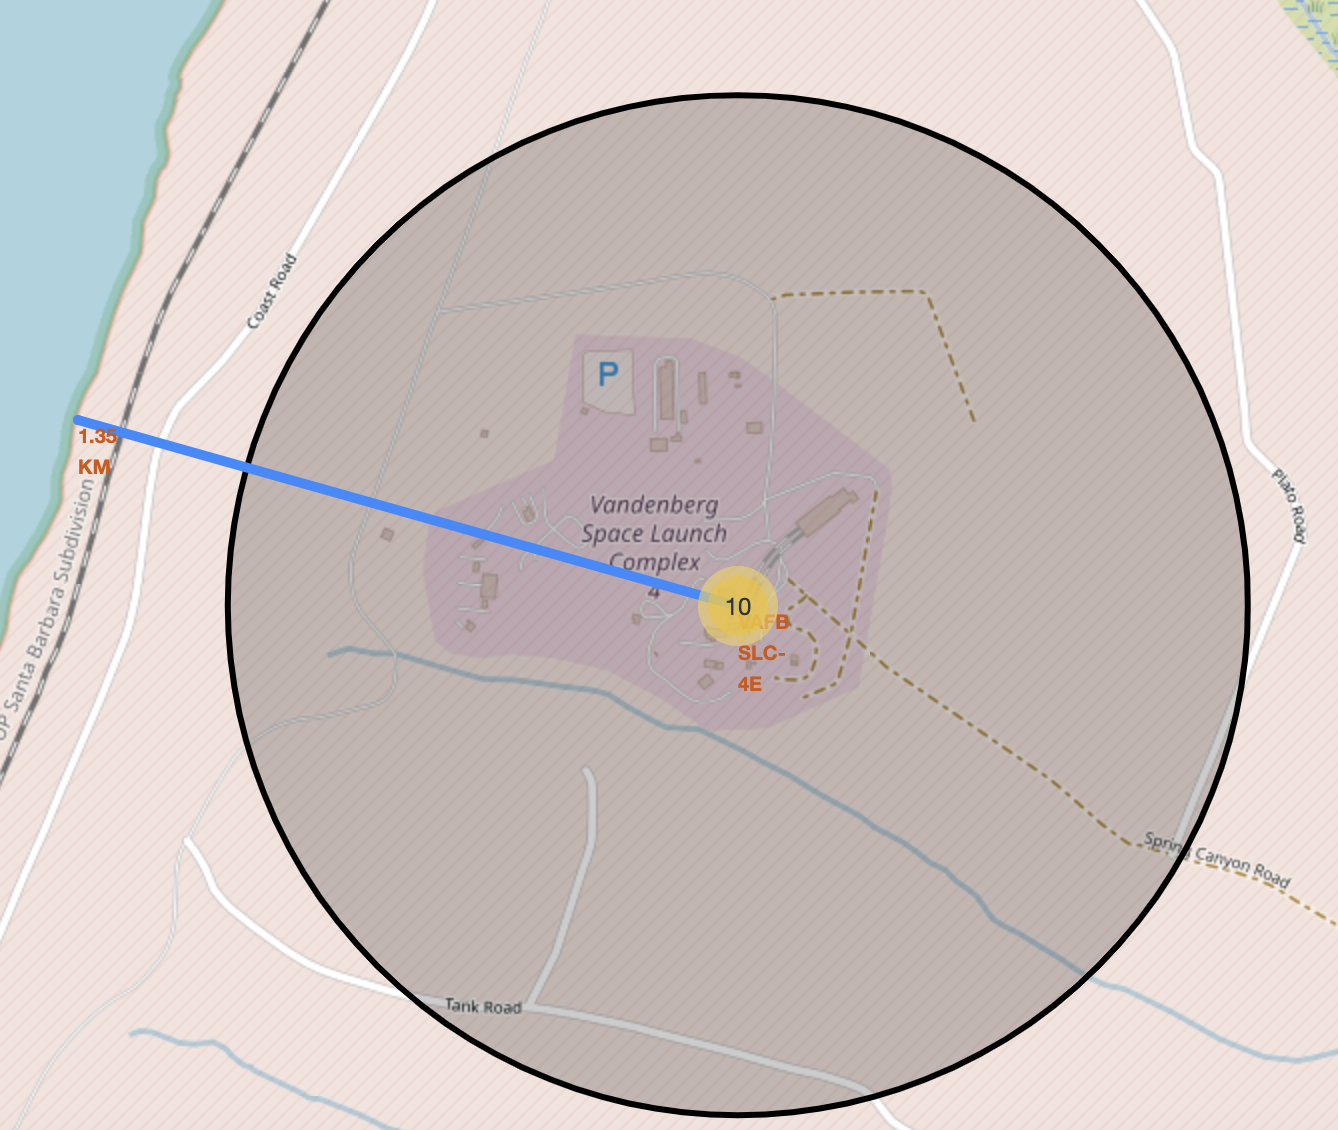 Coast Road
P
1.35
KM
UP Santa Barbara Subdivision
Vandenberg
Space Launch
Complex
4
10
VAFB
SLC-
4E
Plato Road
Spring Canyon Road
Tank Road